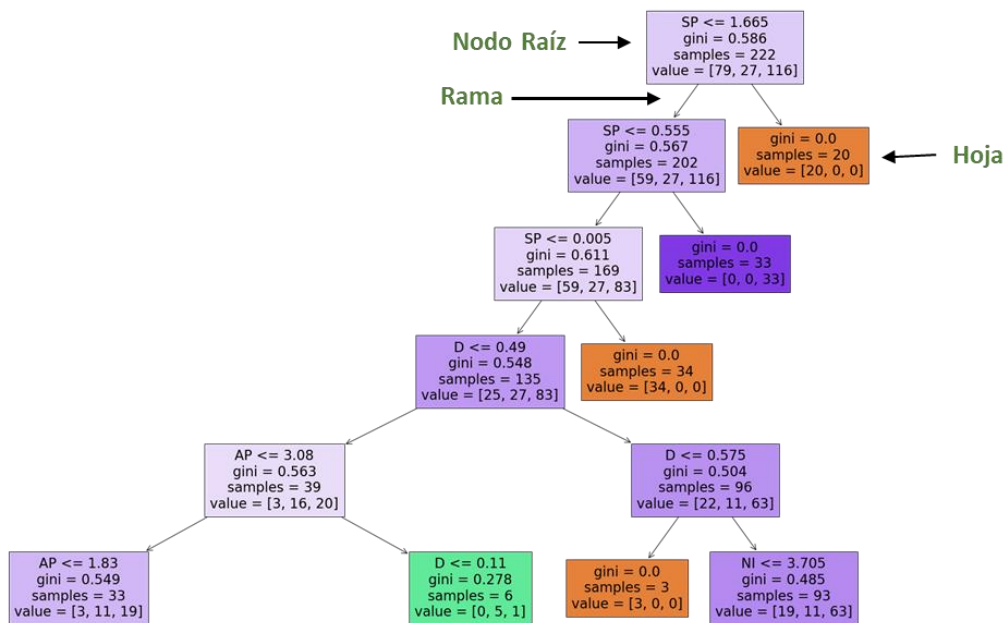 SP <= 1.665
gini = 0.586
samples = 222
value = [79, 27, 116]
Nodo Raíz
Rama
SP <= 0.555
gini = 0.567
samples = 202
value = [59, 27, 116]
gini = 0.0
samples = 20
value = [20, 0, 0]
Hoja
SP <= 0.005
gini = 0.611
samples = 169
value = [59, 27, 83]
gini = 0.0
samples = 33
value = [0, 0, 33]
D <= 0.49
gini = 0.548
samples = 135
value = [25, 27, 83]
gini = 0.0
samples = 34
value = [34, 0, 0]
AP <= 3.08
gini = 0.563
samples = 39
value = [3, 16, 20]
D <= 0.575
gini = 0.504
samples = 96
value = [22, 11, 63]
AP <= 1.83
gini = 0.549
samples = 33
value = [3, 11, 19]
D <= 0.11
gini = 0.278
samples = 6
value = [0, 5, 1]
gini = 0.0
samples = 3
value = [3, 0, 0]
NI <= 3.705
gini = 0.485
samples = 93
value = [19, 11, 63]